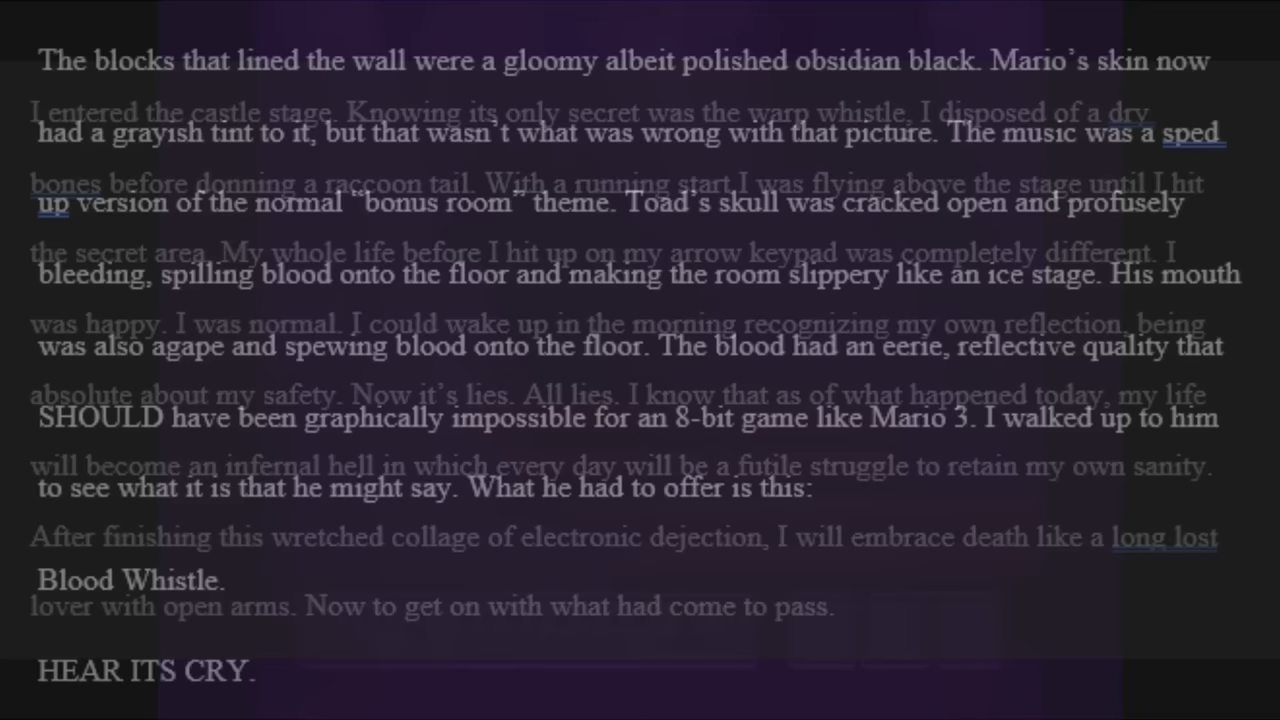 The blocks that lined the wall were a gloomy albeit polished obsidian black. Mario’s skin now
I entered the castle stage. Knowing its only secret was the warp whistle, I disposed of a dry
had a grayish tint to it, but that wasn’t what was wrong with that picture. The music was a sped
bones before donning a raccoon tail. With a running start I was flying above the stage until I hit
up version of the normal “bonus room” theme. Toad’s skull was cracked open and profusely
the secret area. My whole life before I hit up on my arrow keypad was completely different. I
bleeding, spilling blood onto the floor and making the room slippery like an ice stage. His mouth
was happy. I was normal. I could wake up in the morning recognizing my own reflection, being
was also agape and spewing blood onto the floor. The blood had an eerie, reflective quality that
absolute about my safety. Now it’s lies. All lies. I know that as of what happened today, my life
SHOULD have been graphically impossible for an 8-bit game like Mario 3. I walked up to him
will become an infernal hell in which every day will be a futile struggle to retain my own sanity.
to see what it is that he might say. What he had to offer is this:
After finishing this wretched collage of electronic dejection, I will embrace death like a long lost
Blood Whistle.
lover with open arms. Now to get on with what had come to pass.
HEAR ITS CRY.